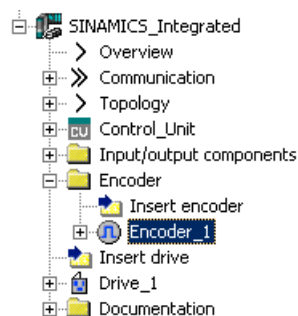 SINAMICS_Integrated
Overview
Communication
Topology
CU Control_Unit
Input/output components
Encoder
Insert encoder
Encoder_1
Insert drive
Drive_1
Documentation